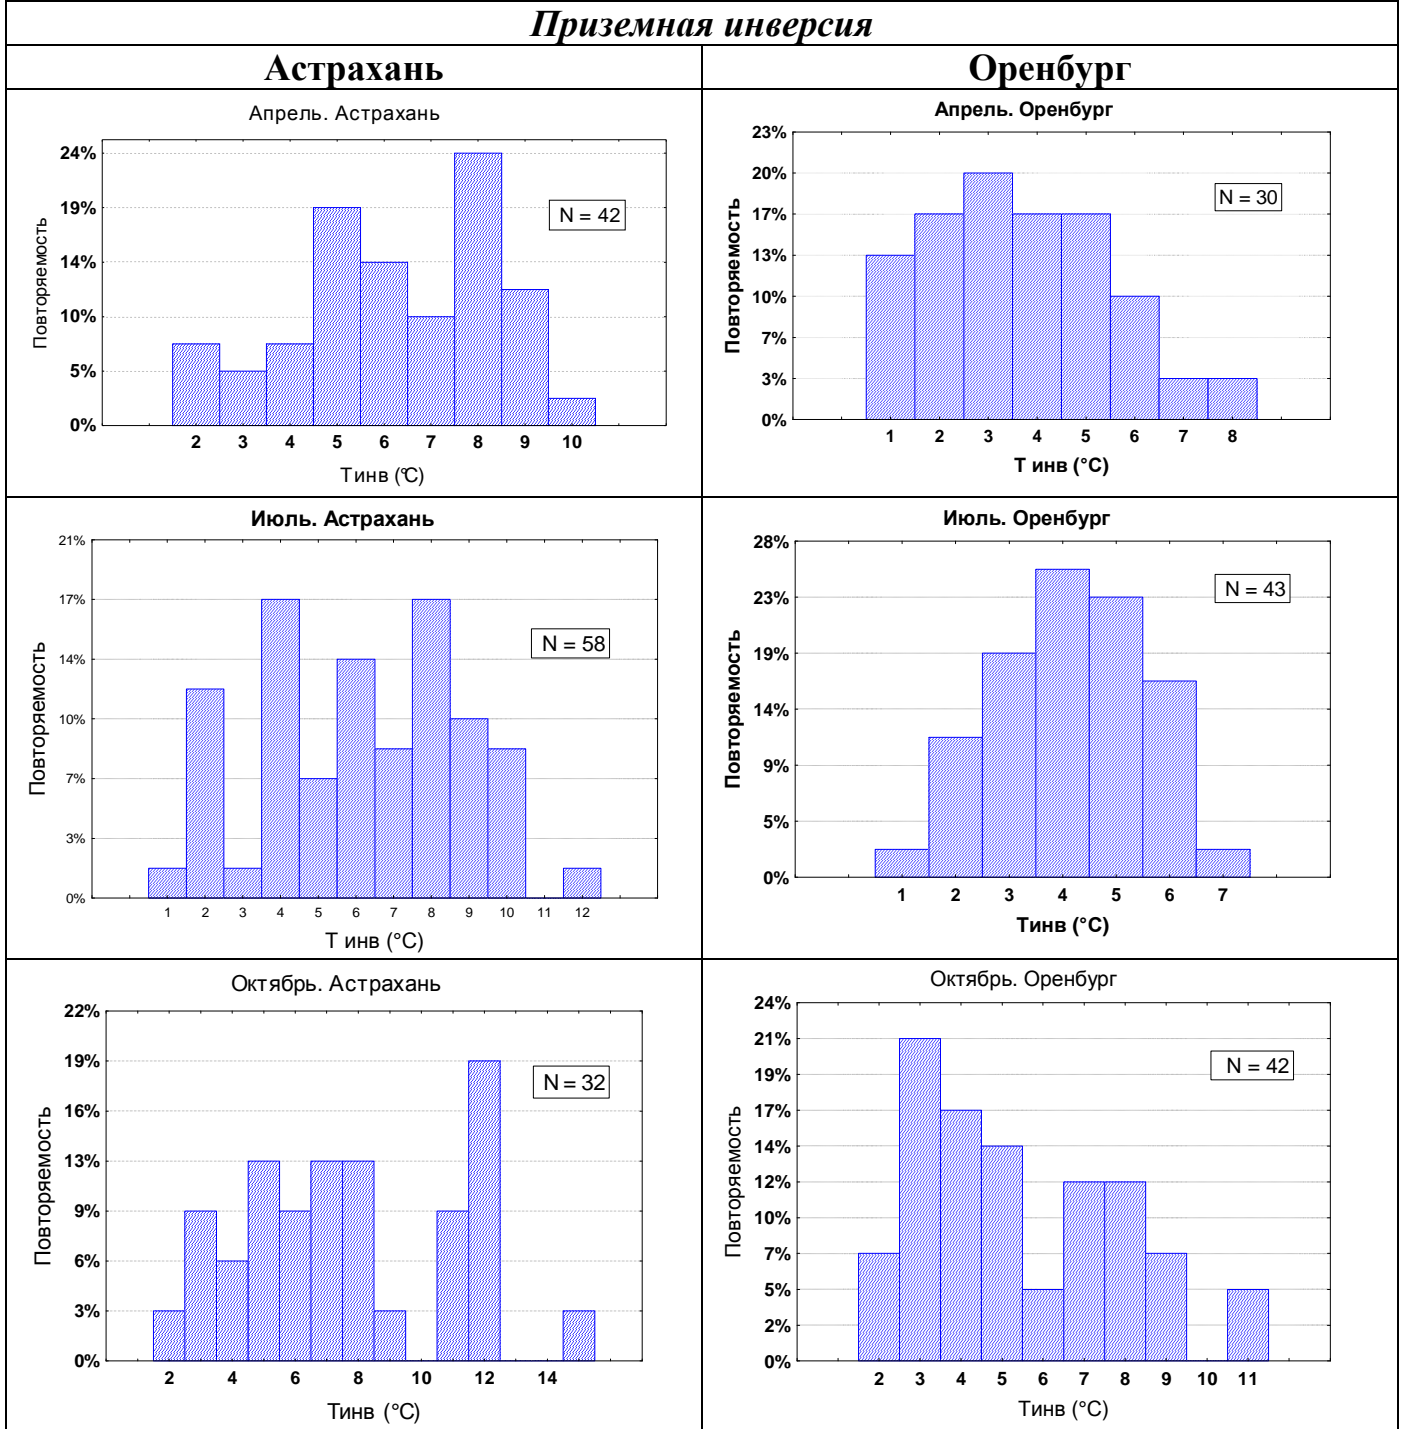 Приземная инверсия
Астрахань
Оренбург
Апрель. Астрахань
24%
19%
14%
10%
5%
0%
Повторяемость
N = 42
2 3 4 5 6 7 8 9 10
Тинв (°C)
Апрель. Оренбург
23%
20%
17%
13%
10%
7%
3%
0%
Повторяемость
N = 30
1 2 3 4 5 6 7 8
Т инв (°C)
Июль. Астрахань
21%
17%
14%
10%
7%
3%
0%
Повторяемость
N = 58
1 2 3 4 5 6 7 8 9 10 11 12
Т инв (°C)
Июль. Оренбург
28%
23%
19%
14%
9%
5%
0%
Повторяемость
N = 43
1 2 3 4 5 6 7
Тинв (°C)
Октябрь. Астрахань
22%
19%
16%
13%
9%
6%
3%
0%
Повторяемость
N = 32
2 4 6 8 10 12 14
Тинв (°C)
Октябрь. Оренбург
24%
21%
19%
17%
14%
12%
10%
7%
5%
2%
0%
Повторяемость
N = 42
2 3 4 5 6 7 8 9 10 11
Тинв (°C)